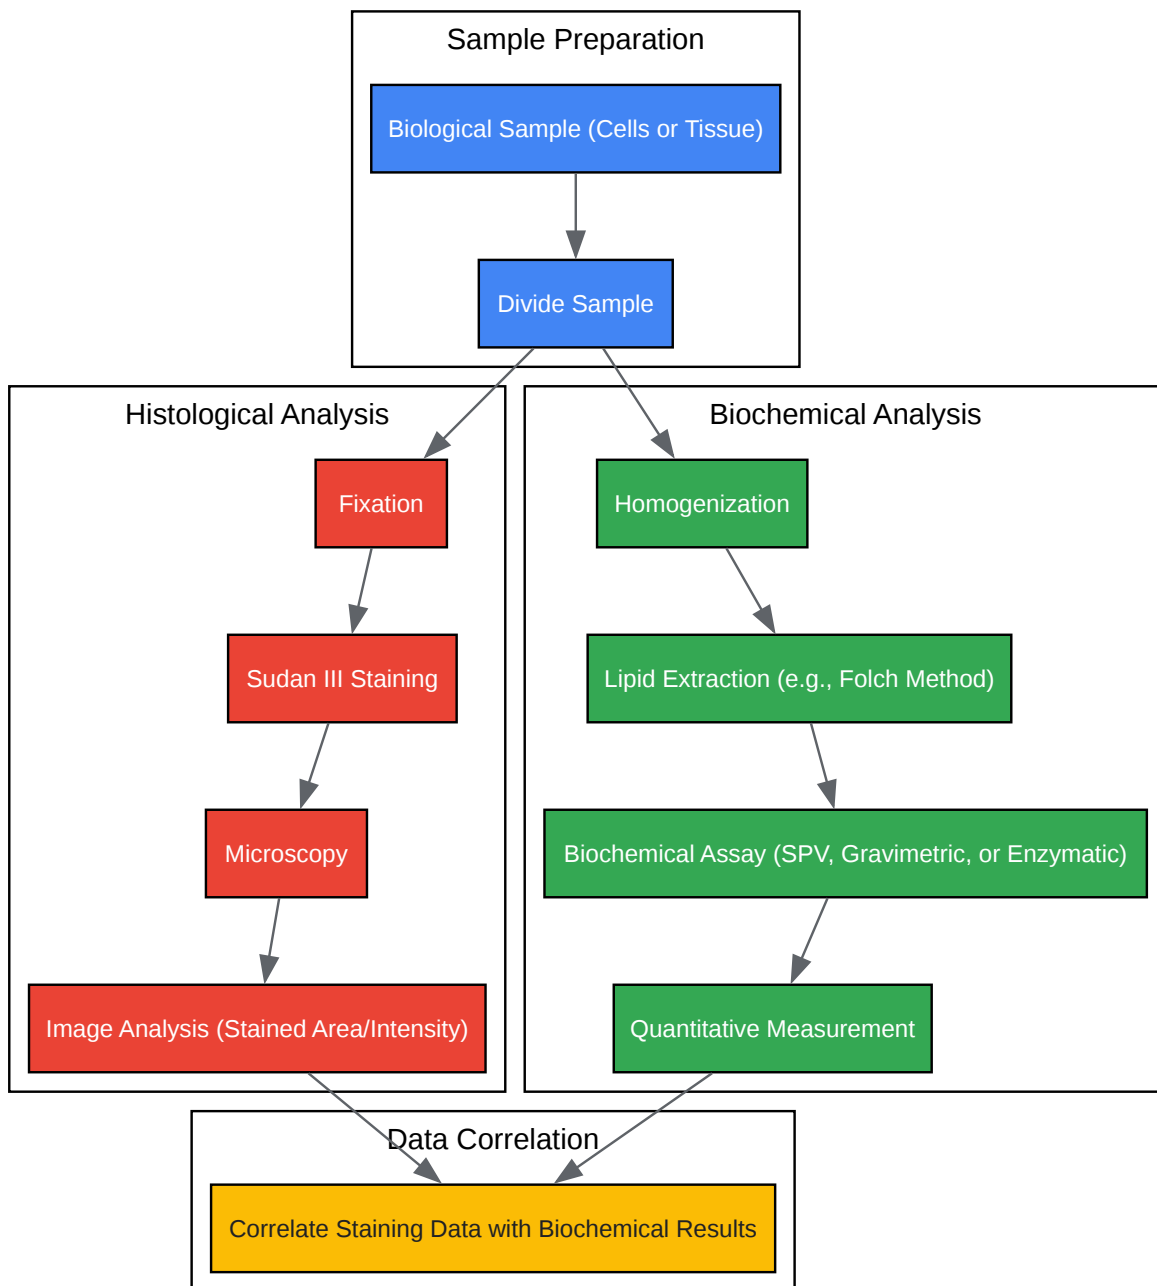 Sample Preparation
Biological Sample (Cells or Tissue)
Divide Sample
Histological Analysis
Fixation
Sudan III Staining
Microscopy
Image Analysis (Stained Area/Intensity)
Biochemical Analysis
Homogenization
Lipid Extraction (e.g., Folch Method)
Biochemical Assay (SPV, Gravimetric, or Enzymatic)
Quantitative Measurement
Data Correlation
Correlate Staining Data with Biochemical Results